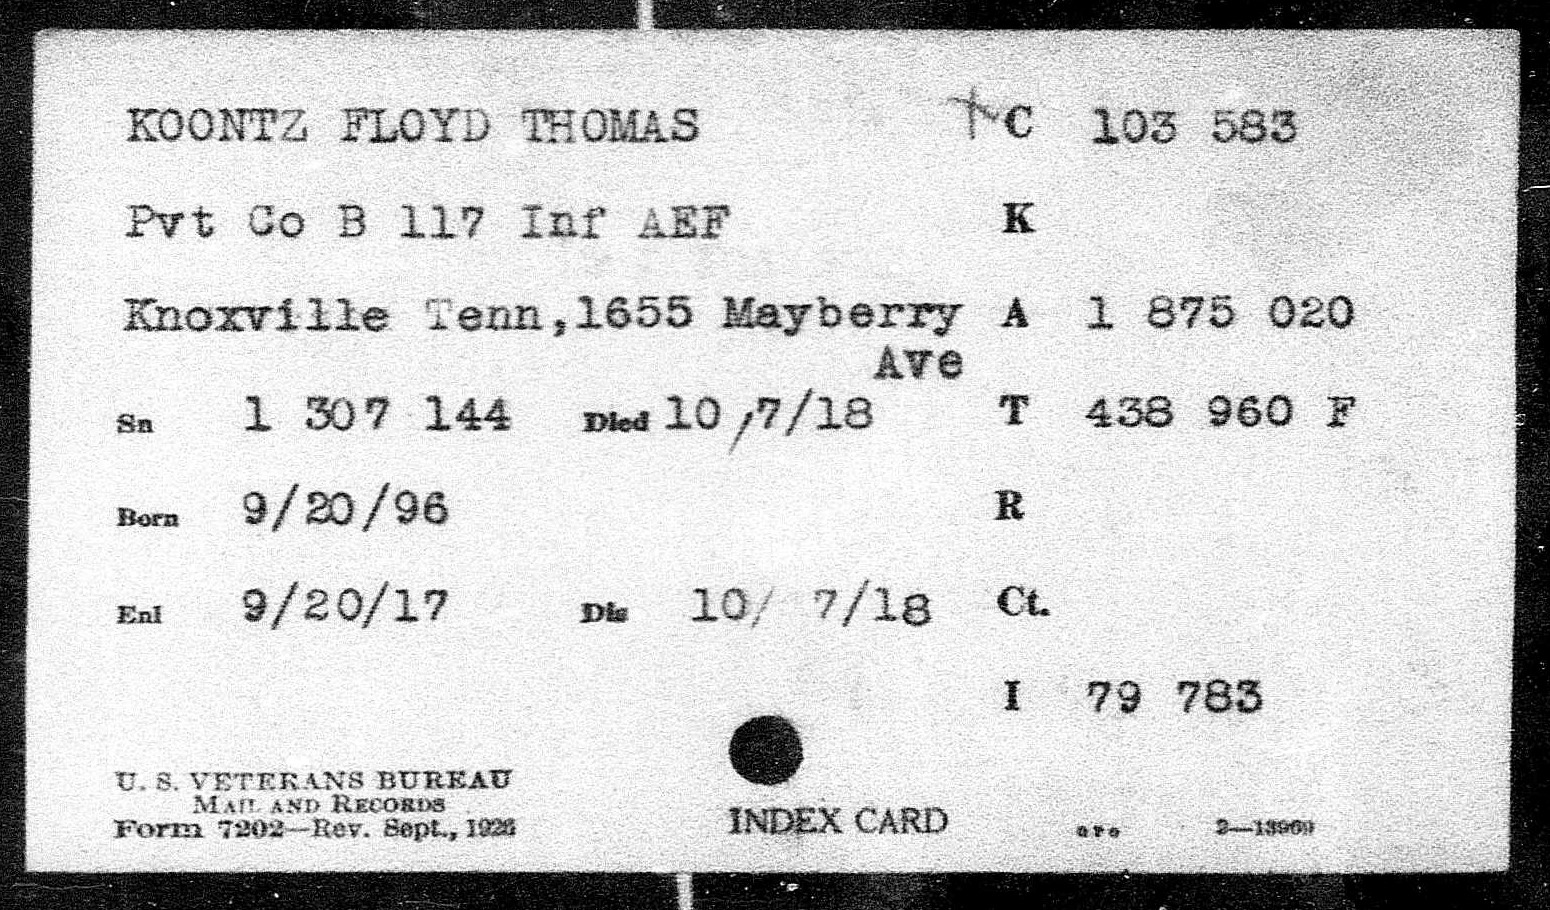 KOONTZ FLOYD THOMAS C 103 583
Pvt Co B 117 Inf AEF K
Knoxville Tenn,1655 Mayberry A 1 875 020
Ave
Sn 1 307 144 Died 10/7/18 T 438 960 F
Born 9/20/96 R
Enl 9/20/17 Dis 10/ 7/18 Ct.
I 79 783
U. S. VETERANS BUREAU
MAIL AND RECORDS
Form 7202—Rev. Sept., 1926
INDEX CARD